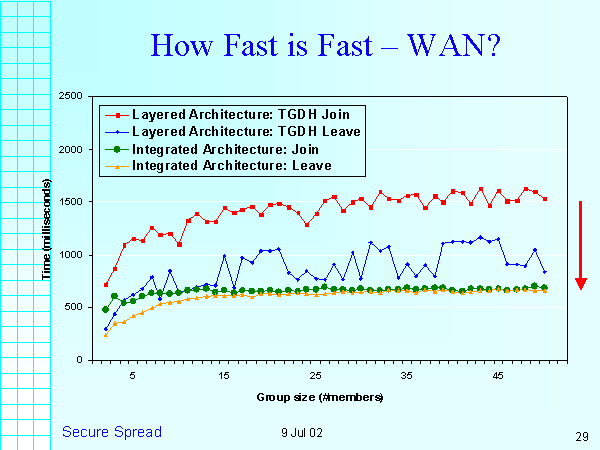 How Fast is Fast – WAN?
Layered Architecture: TGDH Join
Layered Architecture: TGDH Leave
Integrated Architecture: Join
Integrated Architecture: Leave
Time (milliseconds)
2500
2000
1500
1000
500
0
5 15 25 35 45
Group size (#members)
Secure Spread 9 Jul 02 29